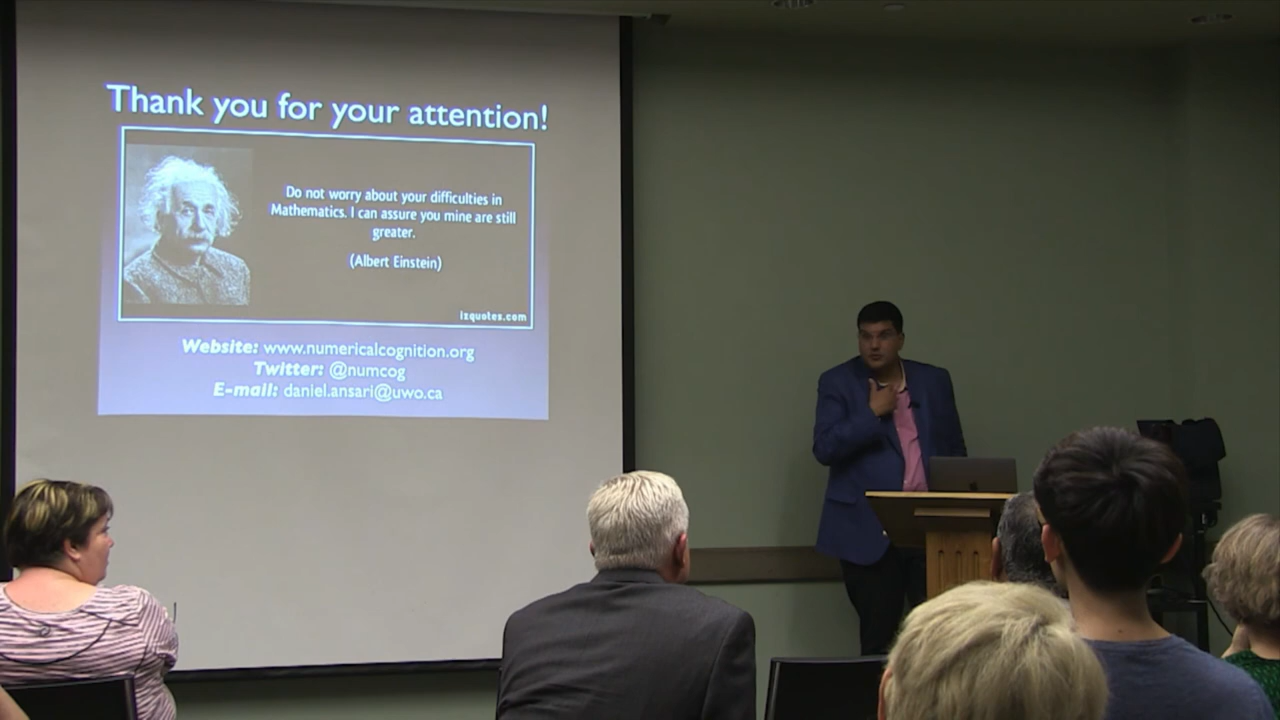 Thank you for your attention!
Do not worry about your difficulties in
Mathematics. I can assure you mine are still
greater.
(Albert Einstein)
izquotes.com
Website: www.numericalcognition.org
Twitter: @numcog
E-mail: daniel.ansari@uwo.ca